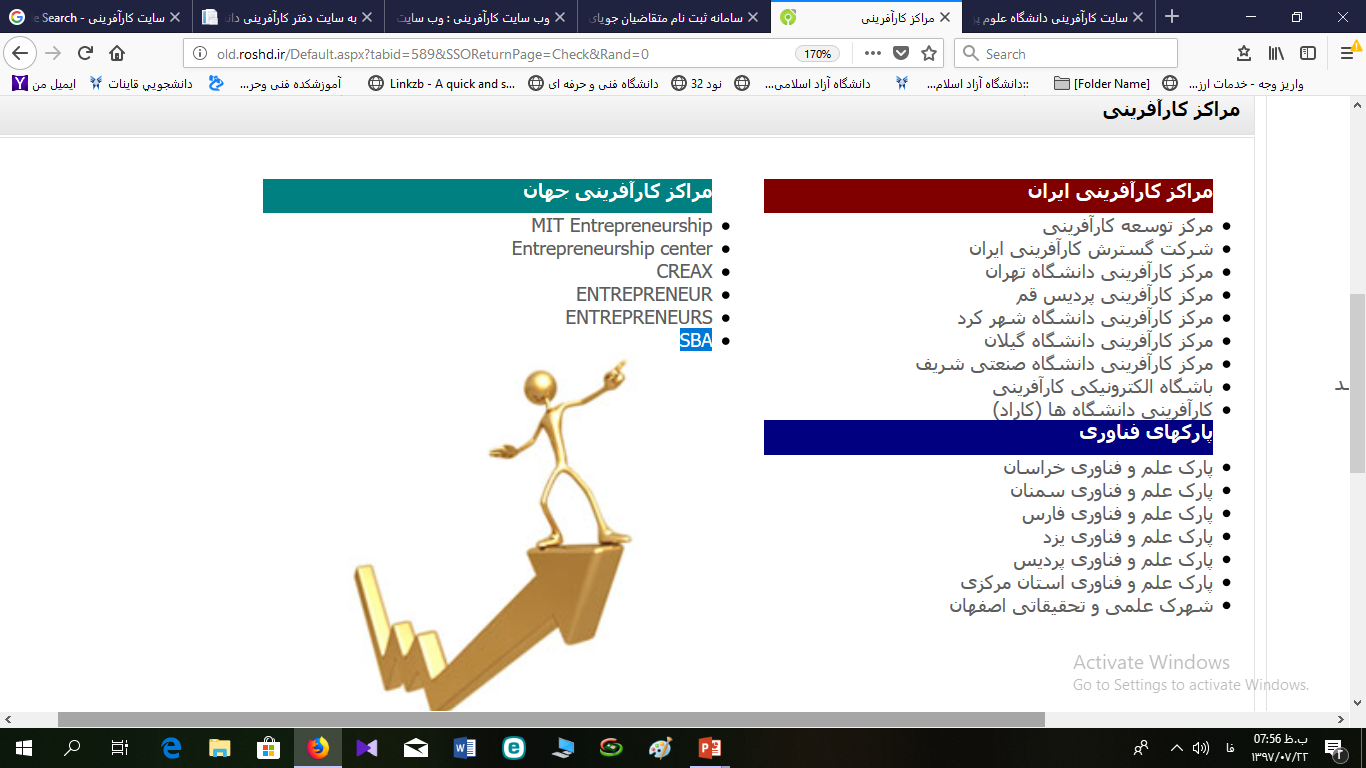 سایت کارآفرینی - Search
به سایت دفتر کارآفرینی
وب سایت کارآفرینی : وب سایت
سامانه ثبت نام متقاضیان جویای
مراکز کارآفرینی
سایت کارآفرینی دانشگاه علوم
old.roshd.ir/Default.aspx?tabid=589&SSOReturnPage=Check&Rand=0
170%
Search
ایمیل من
دانشجویي قاینات
آموزشکده فنی وحر...
Linkzb - A quick and s...
دانشگاه فنی و حرفه ای
نود 32
دانشگاه آزاد اسلامی...
::دانشگاه آزاد اسلام...
[Folder Name]
واریز وجه - خدمات ارز...
مراکز کارآفرینی
مراکز کارآفرینی ایران
مرکز توسعه کارآفرینی
شرکت گسترش کارآفرینی ایران
مرکز کارآفرینی دانشگاه تهران
مرکز کارآفرینی پردیس قم
مرکز کارآفرینی دانشگاه شهر کرد
مرکز کارآفرینی دانشگاه گیلان
مرکز کارآفرینی دانشگاه صنعتی شریف
باشگاه الکترونیکی کارآفرینی
کارآفرینی دانشگاه ها (کاراد)
پارکهای فناوری
پارک علم و فناوری خراسان
پارک علم و فناوری سمنان
پارک علم و فناوری فارس
پارک علم و فناوری یزد
پارک علم و فناوری پردیس
پارک علم و فناوری استان مرکزی
شهرک علمی و تحقیقاتی اصفهان
مراکز کارآفرینی جهان
MIT Entrepreneurship
Entrepreneurship center
CREAX
ENTREPRENEUR
ENTREPRENEURS
SBA
Activate Windows
Go to Settings to activate Windows.
فا
07:56 ب.ظ
۱۳۹۷/۰۷/۲۲